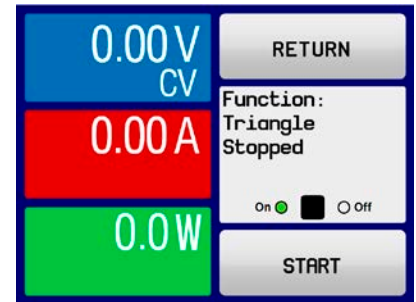 0.00 V
CV
0.00 A
0.0 W
RETURN
Function:
Triangle
Stopped
On Off
START